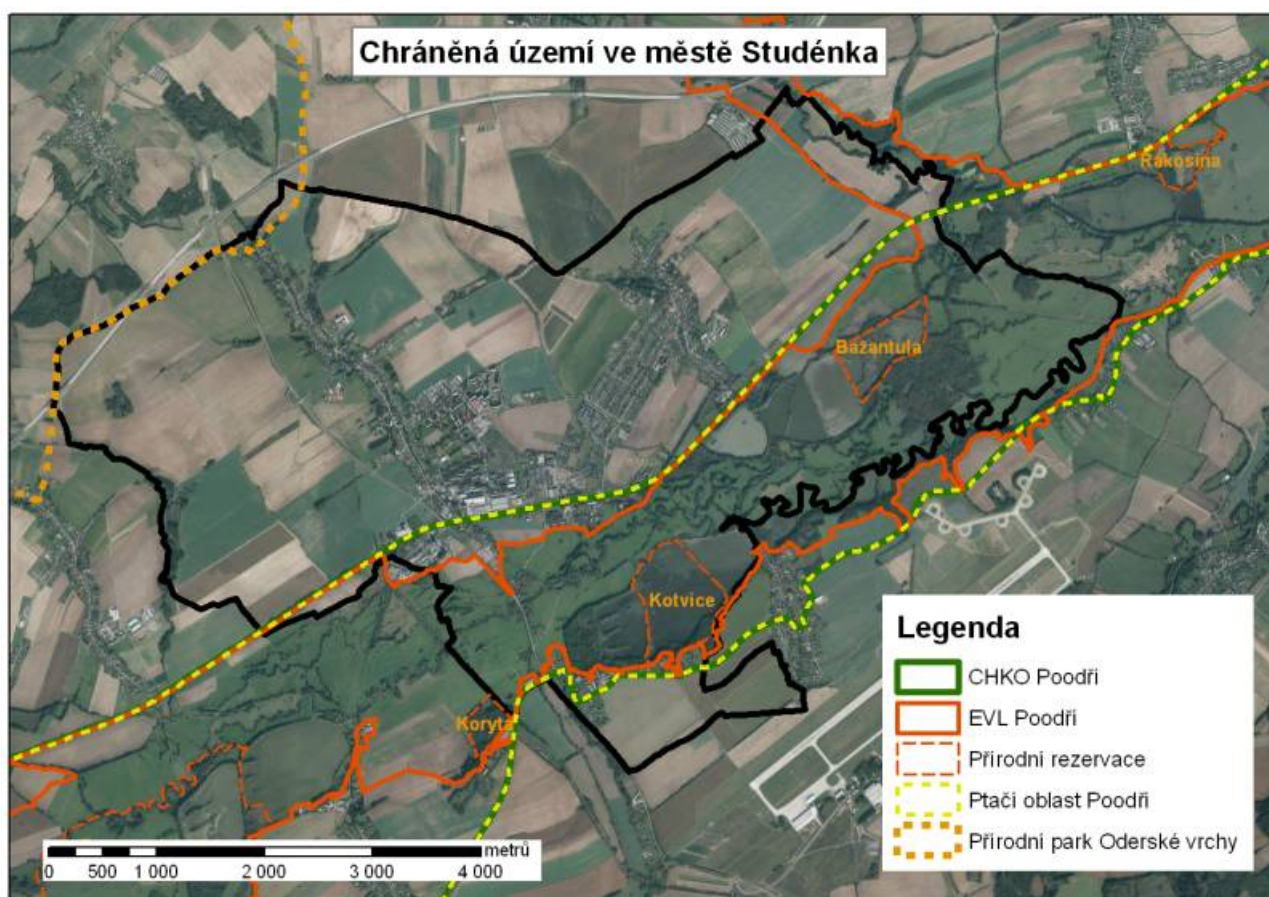 Chráněná území ve městě Studénka
Rákosina
Bažantula
Kotvice
Koryta
Legenda
CHKO Poodří
EVL Poodří
Přírodní rezervace
Ptačí oblast Poodří
Přírodní park Oderské vrchy
metrů
0 500 1 000 2 000 3 000 4 000